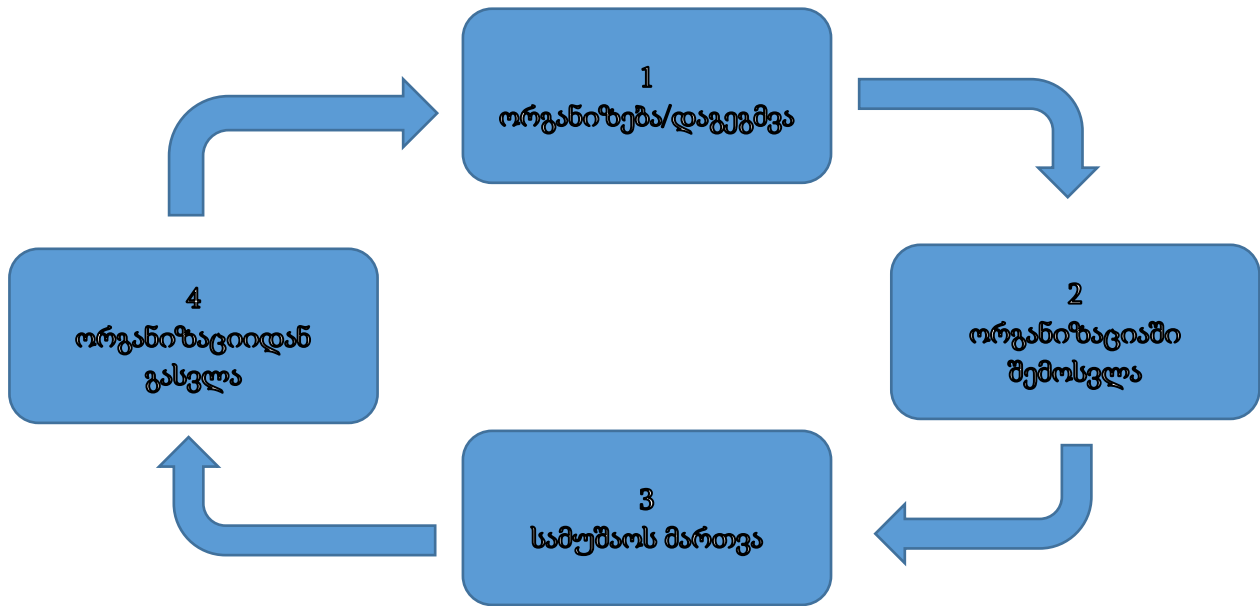 1
ორგანიზება/დაგეგმვა
2
ორგანიზაციაში
შემოსვლა
3
სამუშაოს მართვა
4
ორგანიზაციიდან
გასვლა